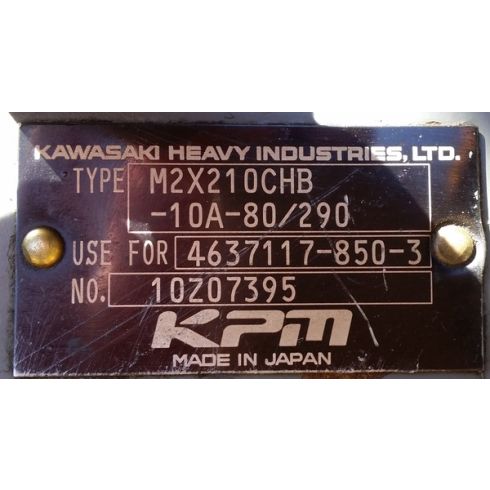 KAWASAKI HEAVY INDUSTRIES, LTD.
TYPE M2X210CHB
-10A-80/290
USE FOR 4637117-850-3
NO. 10Z07395
KPM
MADE IN JAPAN